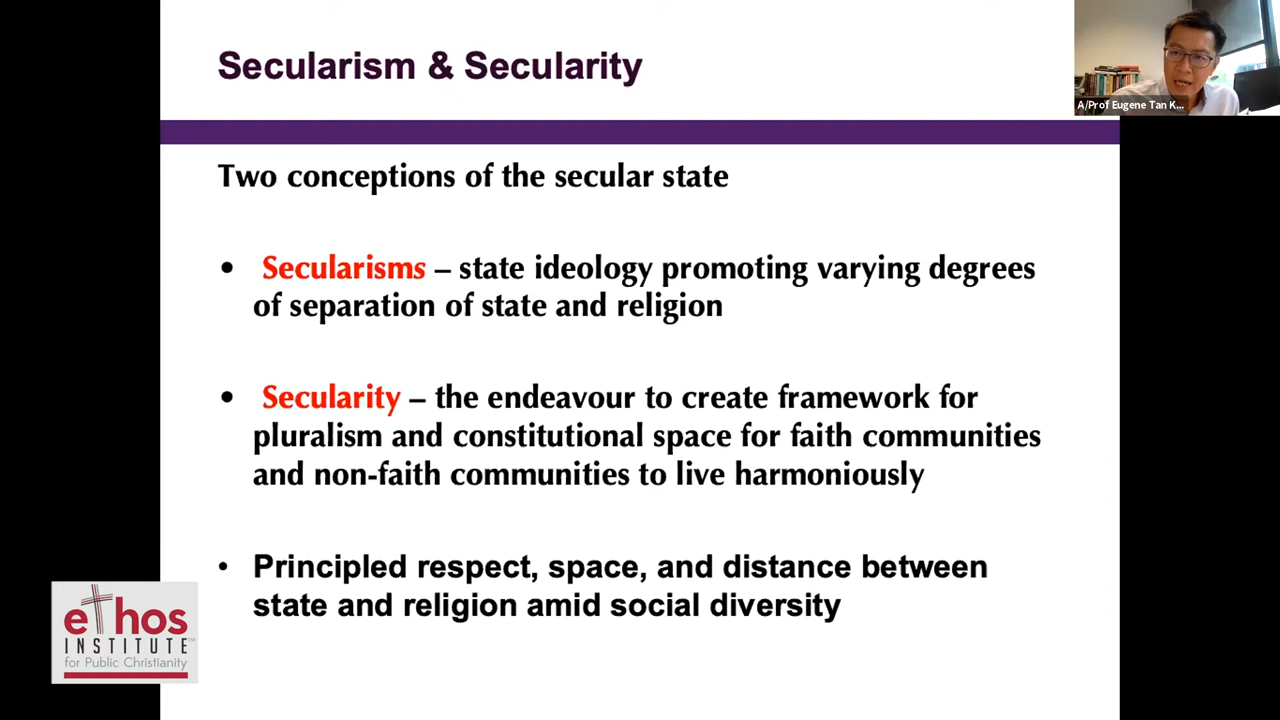 Secularism & Secularity
A/Prof Eugene Tan K...
Two conceptions of the secular state
• Secularisms – state ideology promoting varying degrees
of separation of state and religion
• Secularity – the endeavour to create framework for
pluralism and constitutional space for faith communities
and non-faith communities to live harmoniously
• Principled respect, space, and distance between
state and religion amid social diversity
ethos
INSTITUTE™
for Public Christianity